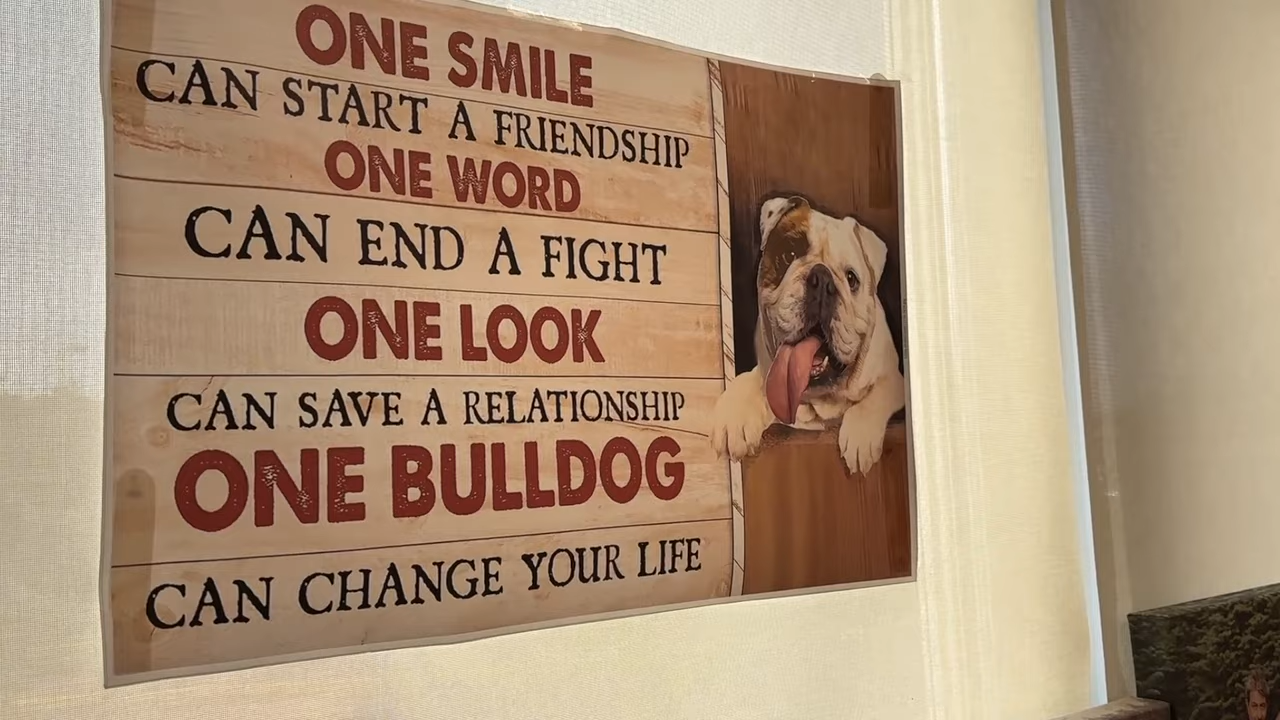 ONE SMILE
CAN START A FRIENDSHIP
ONE WORD
CAN END A FIGHT
ONE LOOK
CAN SAVE A RELATIONSHIP
ONE BULLDOG
CAN CHANGE YOUR LIFE